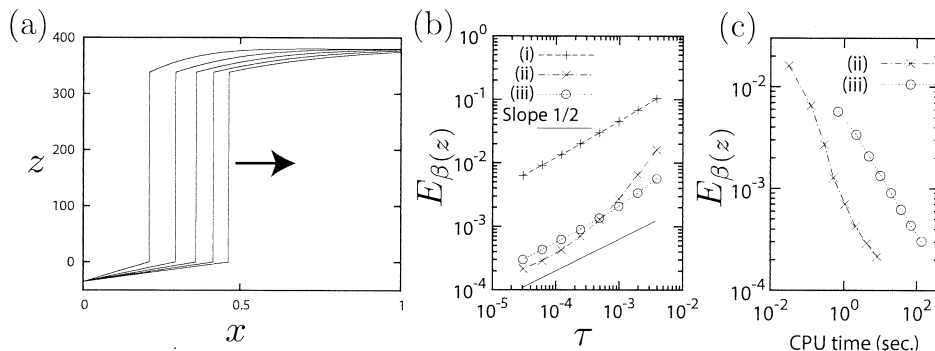 (a)
400
300
200
100
0
z
0
0.5
1
x
(b)
10^0
10^-1
10^-2
10^-3
10^-4
E_β(z)
(i)
(ii)
(iii)
Slope 1/2
10^-5
10^-4
10^-3
10^-2
τ
(c)
10^-2
10^-3
10^-4
E_β(z)
(ii)
(iii)
10^-2
10^0
10^2
CPU time (sec.)